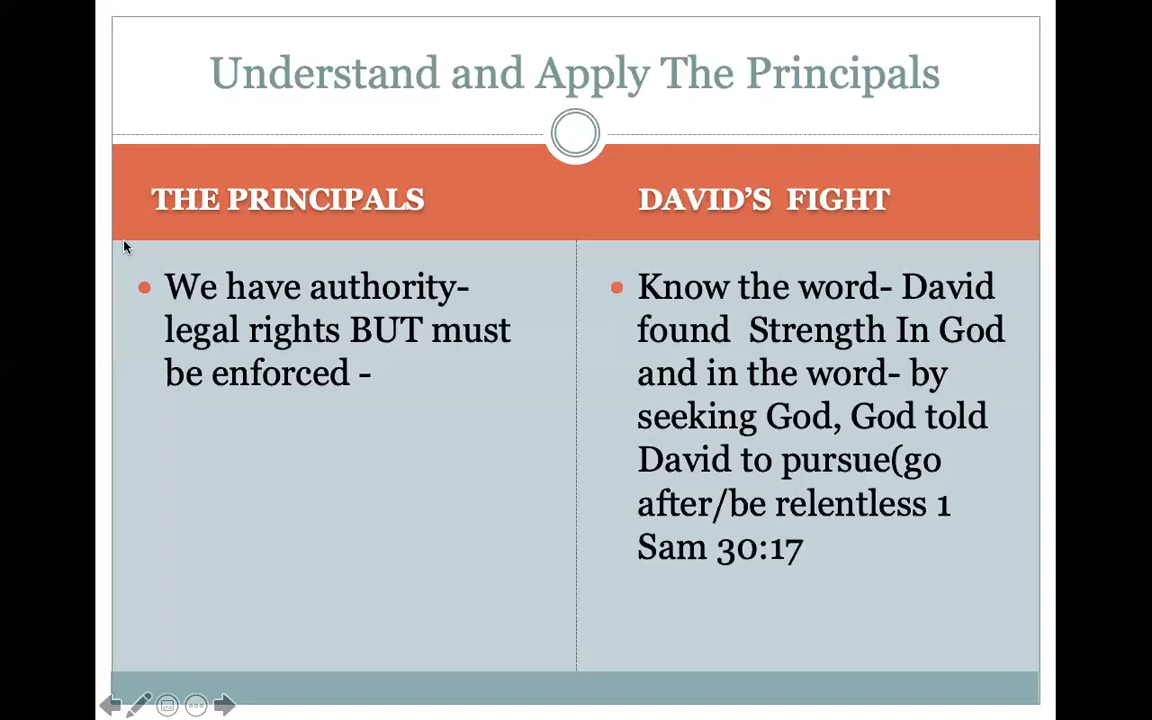 Understand and Apply The Principals
THE PRINCIPALS
DAVID’S  FIGHT
• We have authority-
legal rights BUT must
be enforced -
• Know the word- David
found  Strength In God
and in the word- by
seeking God, God told
David to pursue(go
after/be relentless 1
Sam 30:17